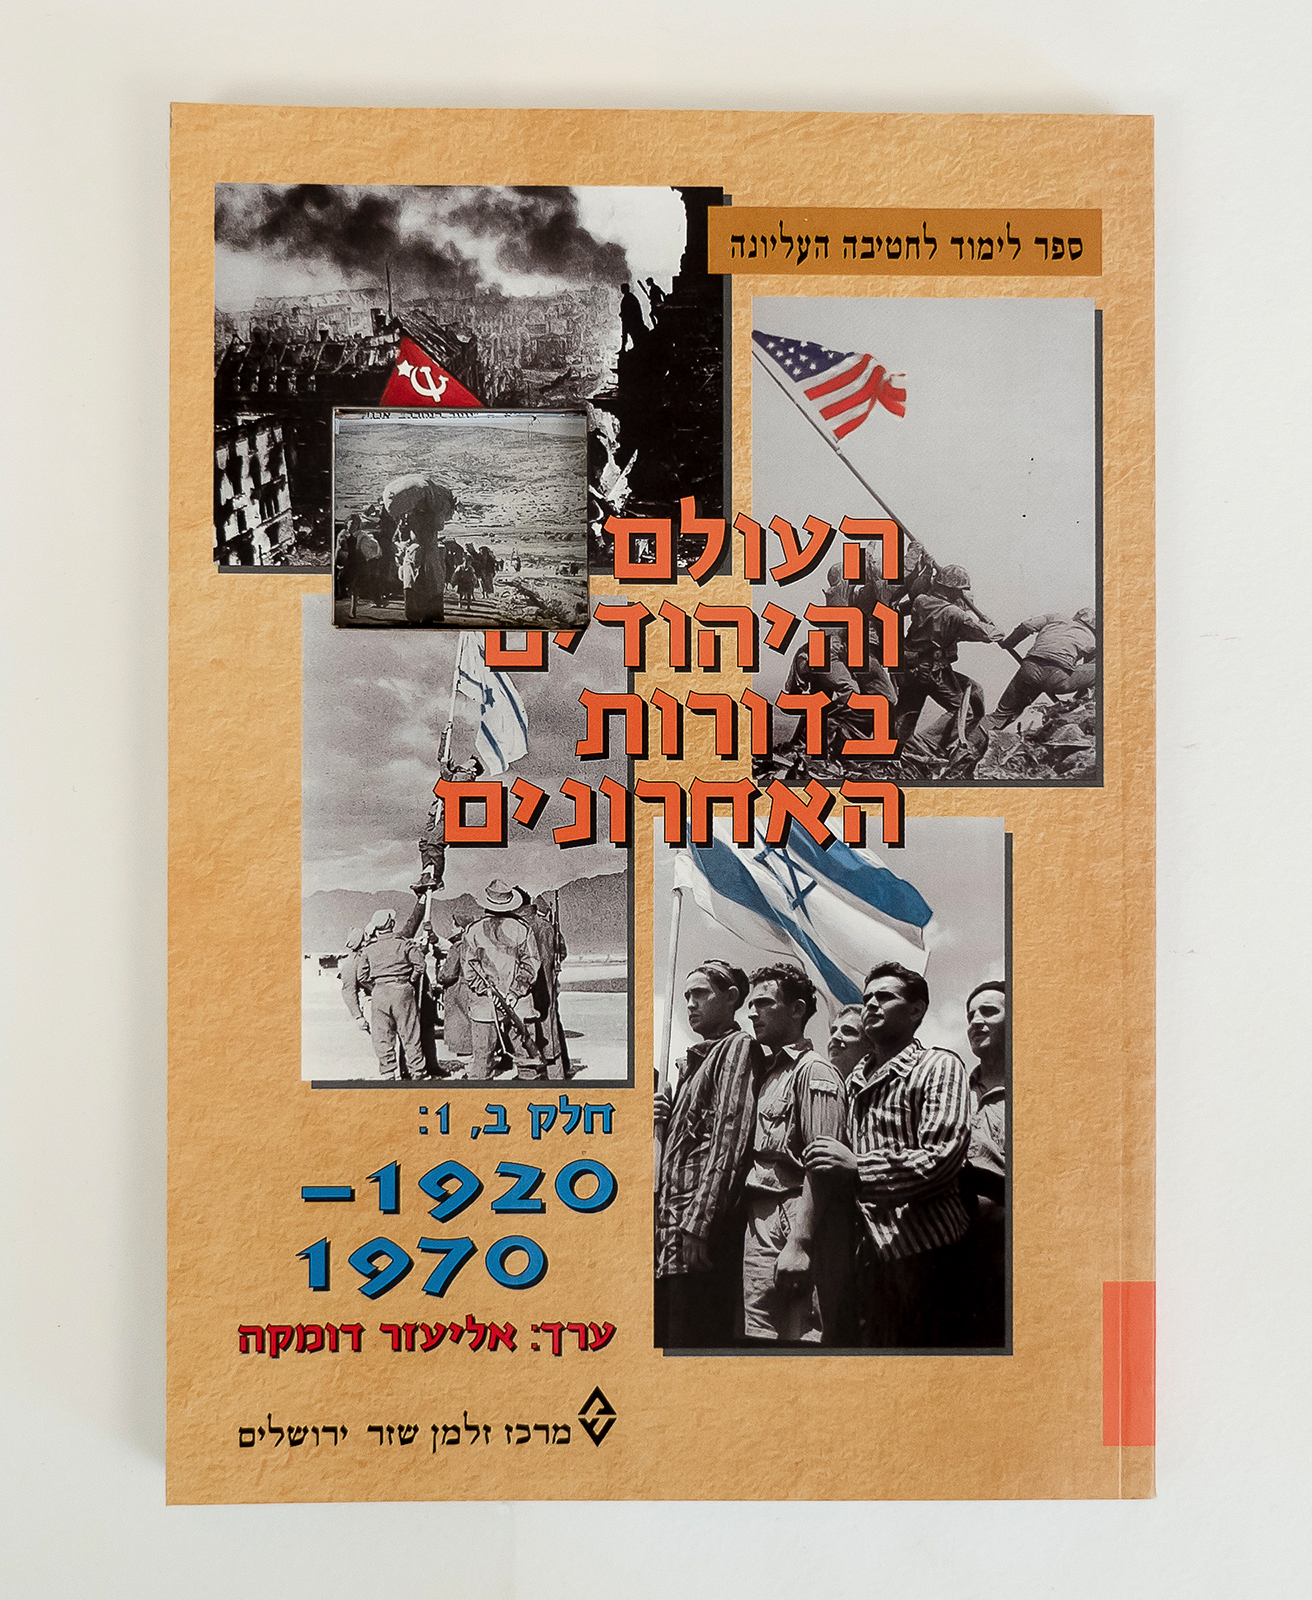 ספר לימוד לחטיבה העליונה
העולם
והיהודים
בדורות
האחרונים
חלק ב, 1:
1920–
1970
ערך: אליעזר דומקה
מרכז זלמן שזר ירושלים